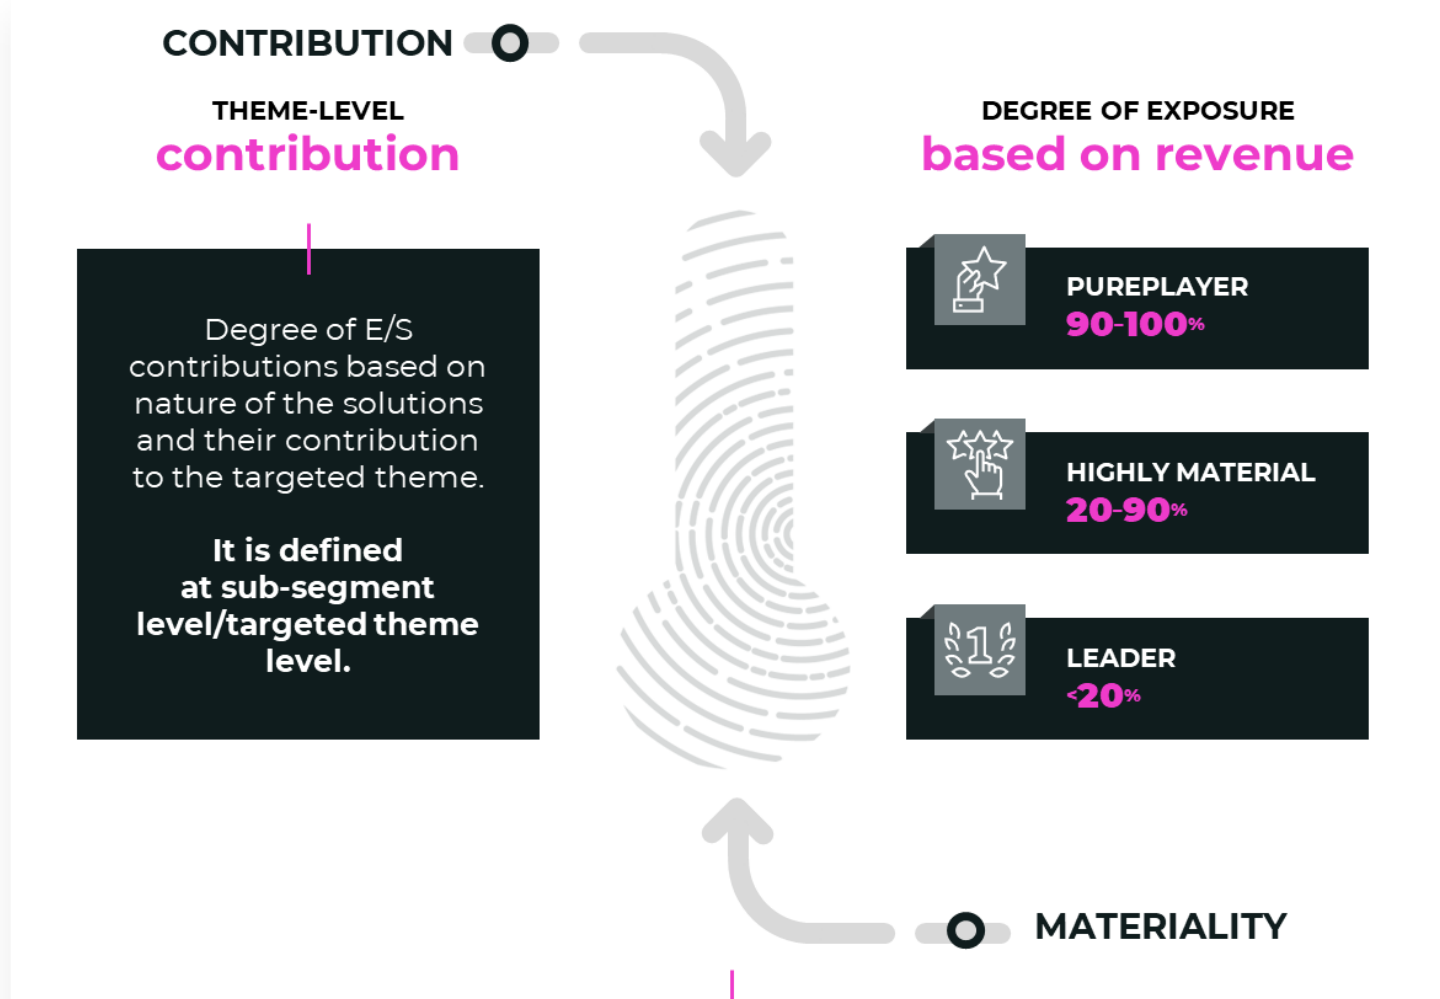 CONTRIBUTION
THEME-LEVEL
contribution
Degree of E/S
contributions based on
nature of the solutions
and their contribution
to the targeted theme.
It is defined
at sub-segment
level/targeted theme
level.
DEGREE OF EXPOSURE
based on revenue
PUREPLAYER
90-100%
HIGHLY MATERIAL
20-90%
1
LEADER
<20%
MATERIALITY